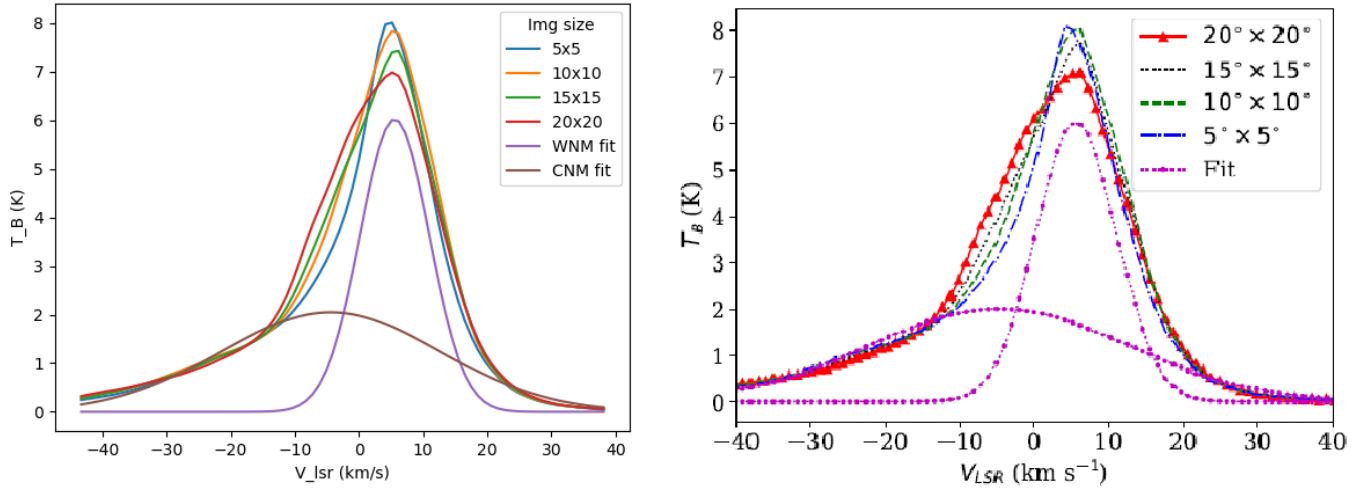 8
7
6
5
4
3
2
1
0
T_B (K)
Img size
5x5
10x10
15x15
20x20
WNM fit
CNM fit
−40
−30
−20
−10
0
10
20
30
40
V_lsr (km/s)
8
7
6
5
4
3
2
1
0
T_B (K)
20° × 20°
15° × 15°
10° × 10°
5° × 5°
Fit
−40
−30
−20
−10
0
10
20
30
40
V_LSR (km s⁻¹)